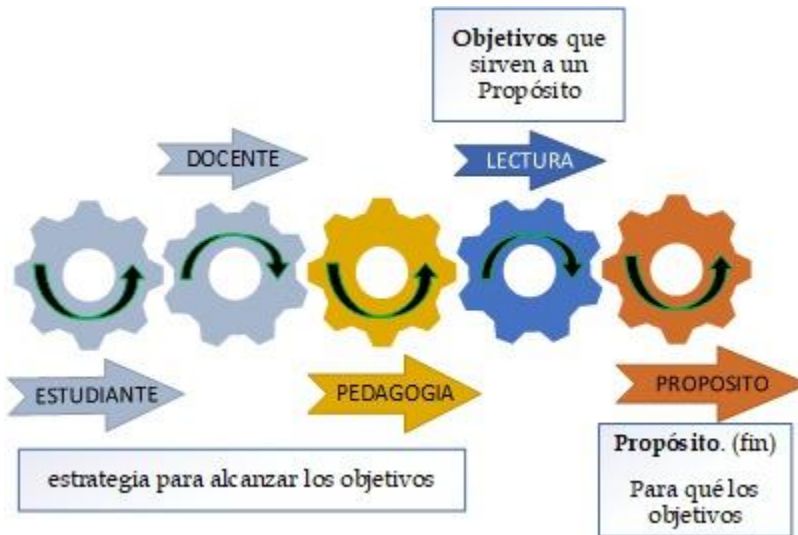 Objetivos que
sirven a un
Propósito
DOCENTE
LECTURA
ESTUDIANTE
PEDAGOGIA
PROPOSITO
estrategia para alcanzar los objetivos
Propósito. (fin)
Para qué los
objetivos